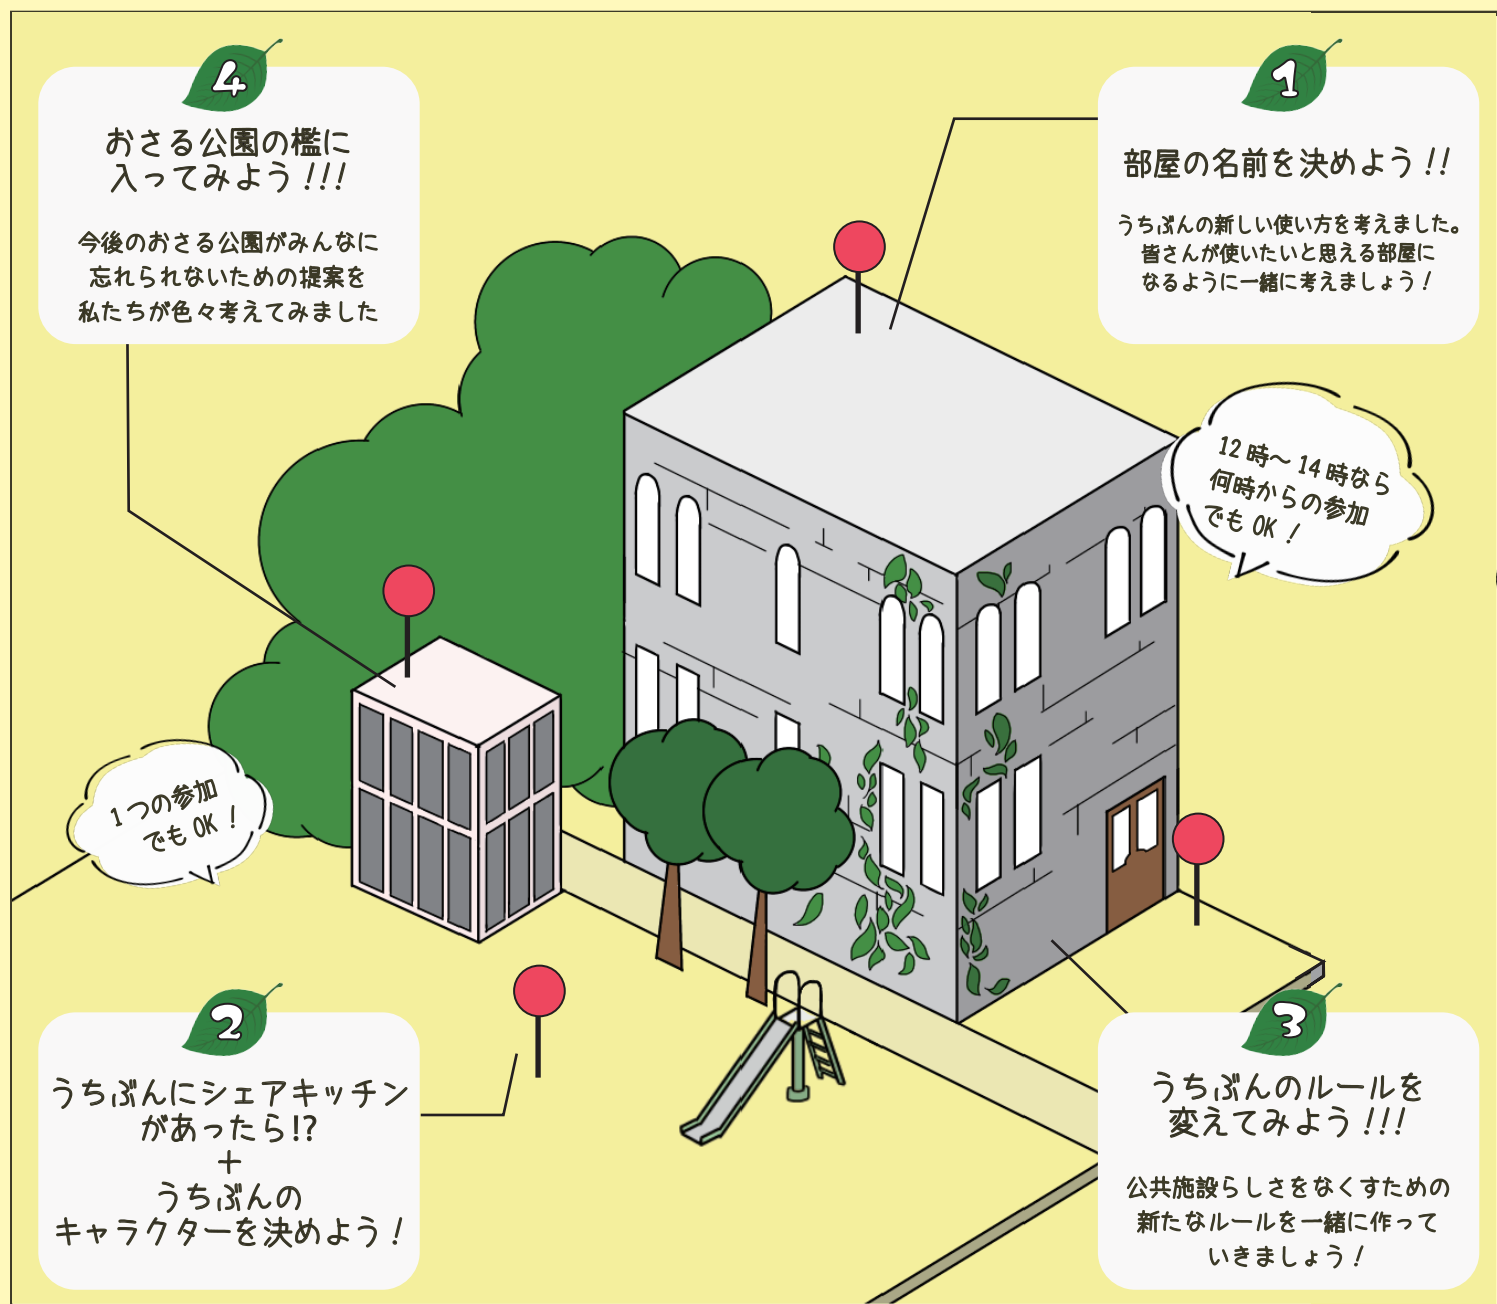 4
おさる公園の檻に
入ってみよう!!!
今後のおさる公園がみんなに
忘れられないための提案を
私たちが色々考えてみました
1
部屋の名前を決めよう!!
うちぶんの新しい使い方を考えました。
皆さんが使いたいと思える部屋に
なるように一緒に考えましょう!
12時～14時なら
何時からの参加
でもOK!
1つの参加
でもOK!
2
うちぶんにシェアキッチン
があったら!?
+
うちぶんの
キャラクターを決めよう!
3
うちぶんのルールを
変えてみよう!!!
公共施設らしさをなくすための
新たなルールを一緒に作って
いきましょう!